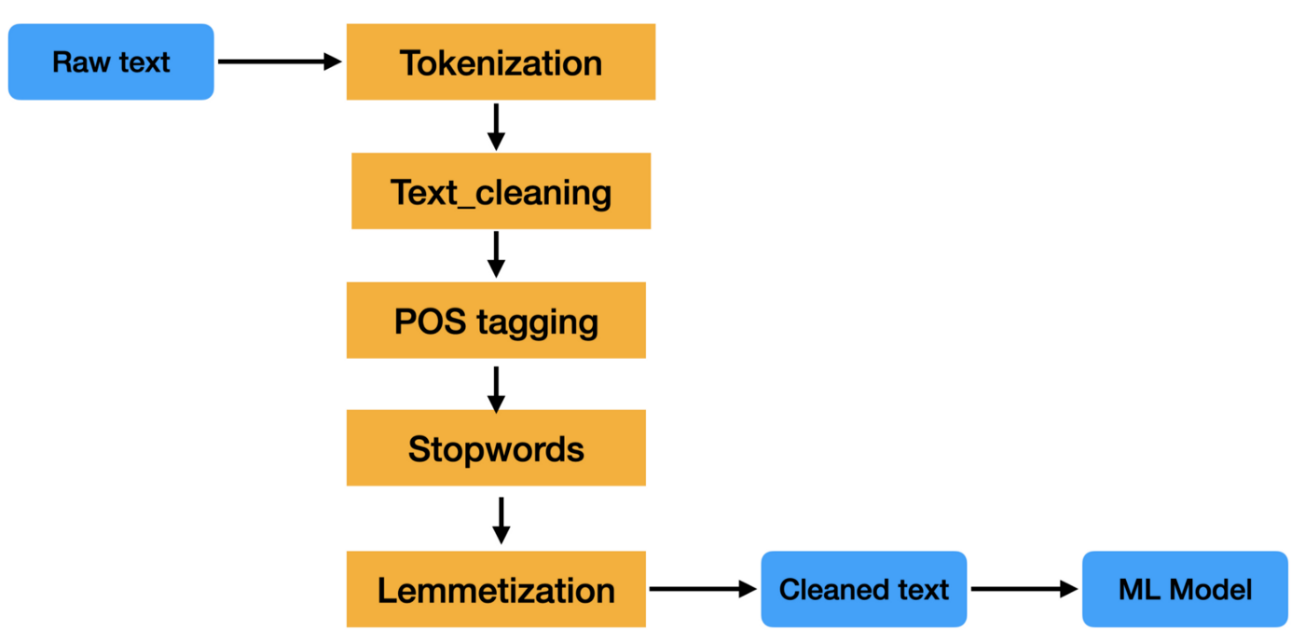 Raw text
Tokenization
Text_cleaning
POS tagging
Stopwords
Lemmetization
Cleaned text
ML Model